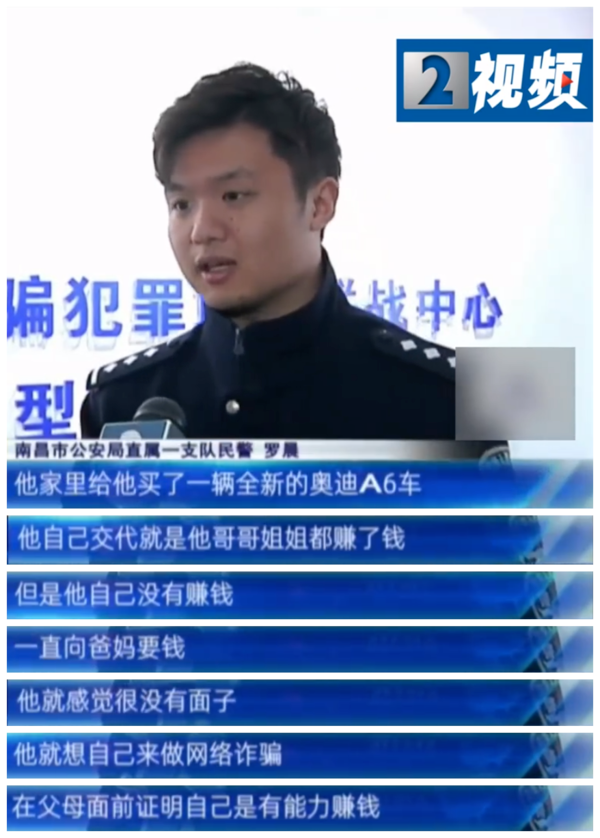 2视频
骗犯罪
战中心
型
南昌市公安局直属一支队民警 罗晨
他家里给他买了一辆全新的奥迪A6车
他自己交代就是他哥哥姐姐都赚了钱
但是他自己没有赚钱
一直向爸妈要钱
他就感觉很没有面子
他就想自己来做网络诈骗
在父母面前证明自己是有能力赚钱